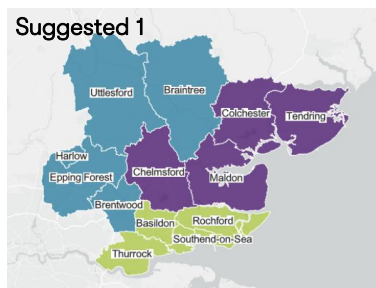 Suggested 1
Uttlesford
Braintree
Colchester
Tendring
Harlow
Epping Forest
Chelmsford
Maldon
Brentwood
Basildon
Rochford
Southend-on-Sea
Thurrock